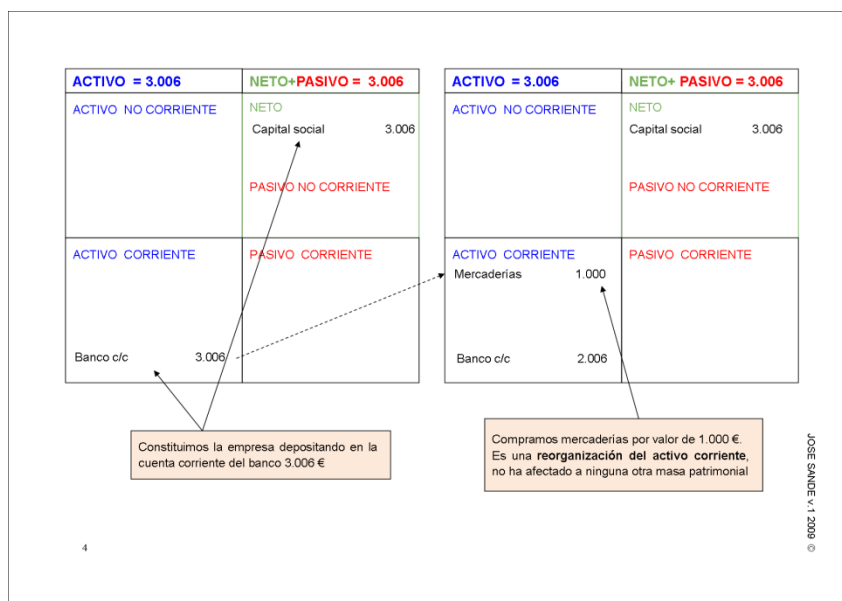 ACTIVO = 3.006
NETO+PASIVO = 3.006
ACTIVO NO CORRIENTE
NETO
Capital social 3.006
PASIVO NO CORRIENTE
ACTIVO CORRIENTE
PASIVO CORRIENTE
Banco c/c 3.006
ACTIVO = 3.006
NETO+ PASIVO = 3.006
ACTIVO NO CORRIENTE
NETO
Capital social 3.006
PASIVO NO CORRIENTE
ACTIVO CORRIENTE
PASIVO CORRIENTE
Mercaderías 1.000
Banco c/c 2.006
Constituimos la empresa depositando en la
cuenta corriente del banco 3.006 €
Compramos mercaderías por valor de 1.000 €.
Es una reorganización del activo corriente,
no ha afectado a ninguna otra masa patrimonial
JOSE SANDE v.1 2009 ©
4